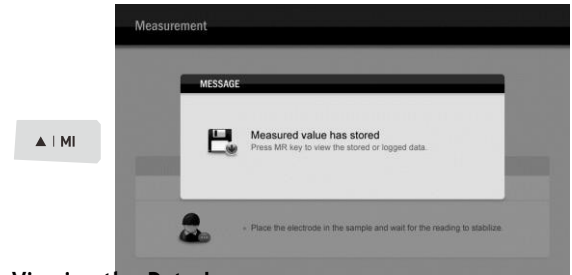 Measurement
MESSAGE
▲ | MI
Measured value has stored
Press MR key to view the stored or logged data.
Place the electrode in the sample and wait for the reading to stabilize.